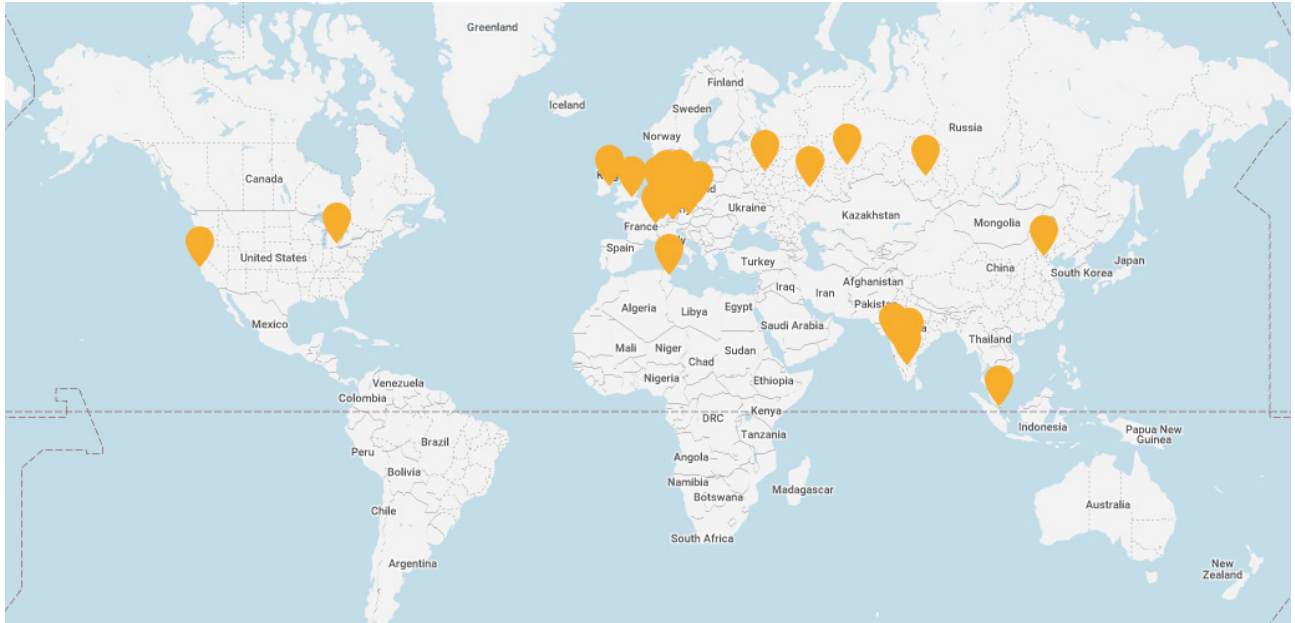 Greenland
Finland
Iceland
Sweden
Norway
Russia
Canada
Ukraine
Kazakhstan
France
Mongolia
Spain
United States
Turkey
China
Japan
South Korea
Afghanistan
Iraq
Iran
Algeria
Libya
Egypt
Mexico
Saudi Arabia
Thailand
Mali
Niger
Sudan
Chad
Nigeria
Ethiopia
Venezuela
Colombia
DRC
Kenya
Indonesia
Papua New
Guinea
Tanzania
Brazil
Peru
Angola
Bolivia
Namibia
Madagascar
Botswana
Australia
Chile
South Africa
Argentina
New
Zealand